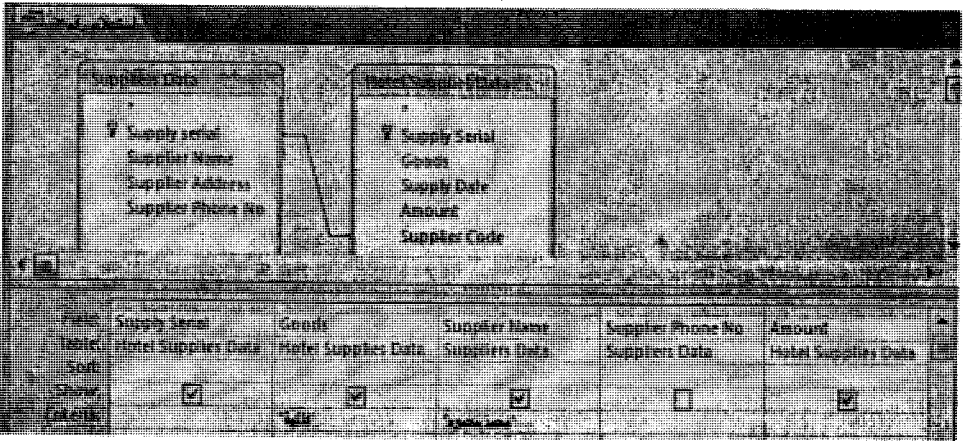 Suppliers Data
Hotel Supplies Data
*
Supply serial
Supplier Name
Supplier Address
Supplier Phone No
*
Supply Serial
Goods
Supply Date
Amount
Supplier Code
Field: Supply Serial Goods Supplier Name Supplier Phone No Amount
Table: Hotel Supplies Data Hotel Supplies Data Suppliers Data Suppliers Data Hotel Supplies Data
Sort:
Show:
Criteria: